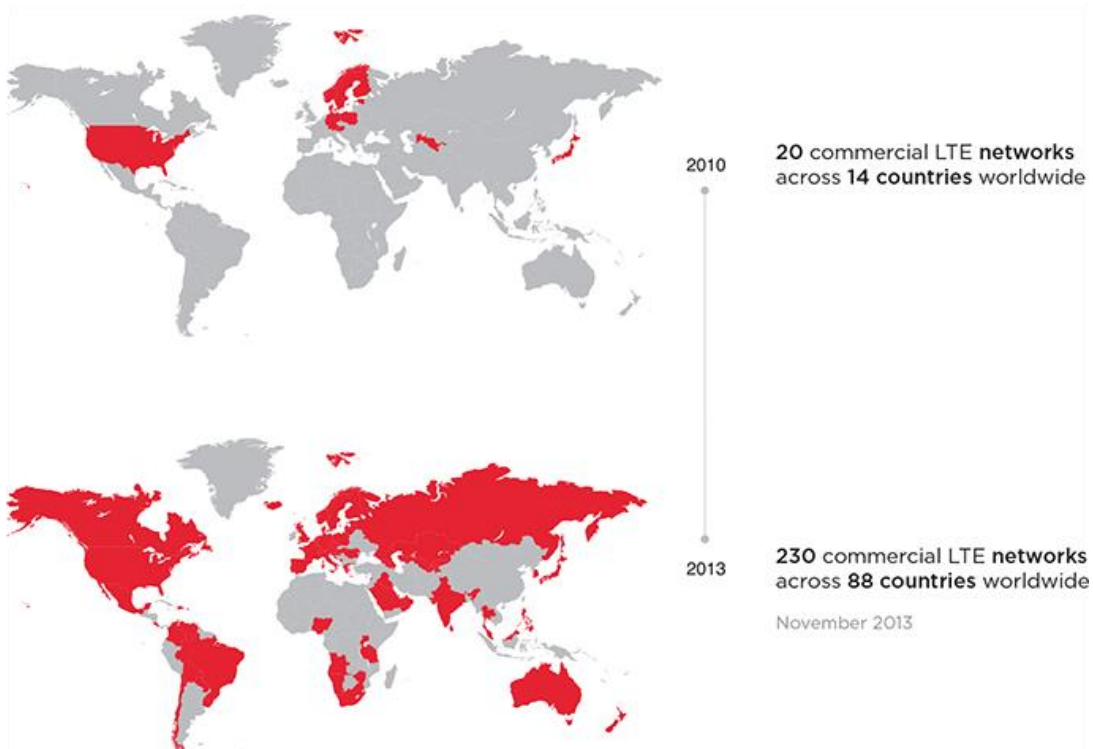 2010
20 commercial LTE networks
across 14 countries worldwide
2013
230 commercial LTE networks
across 88 countries worldwide
November 2013